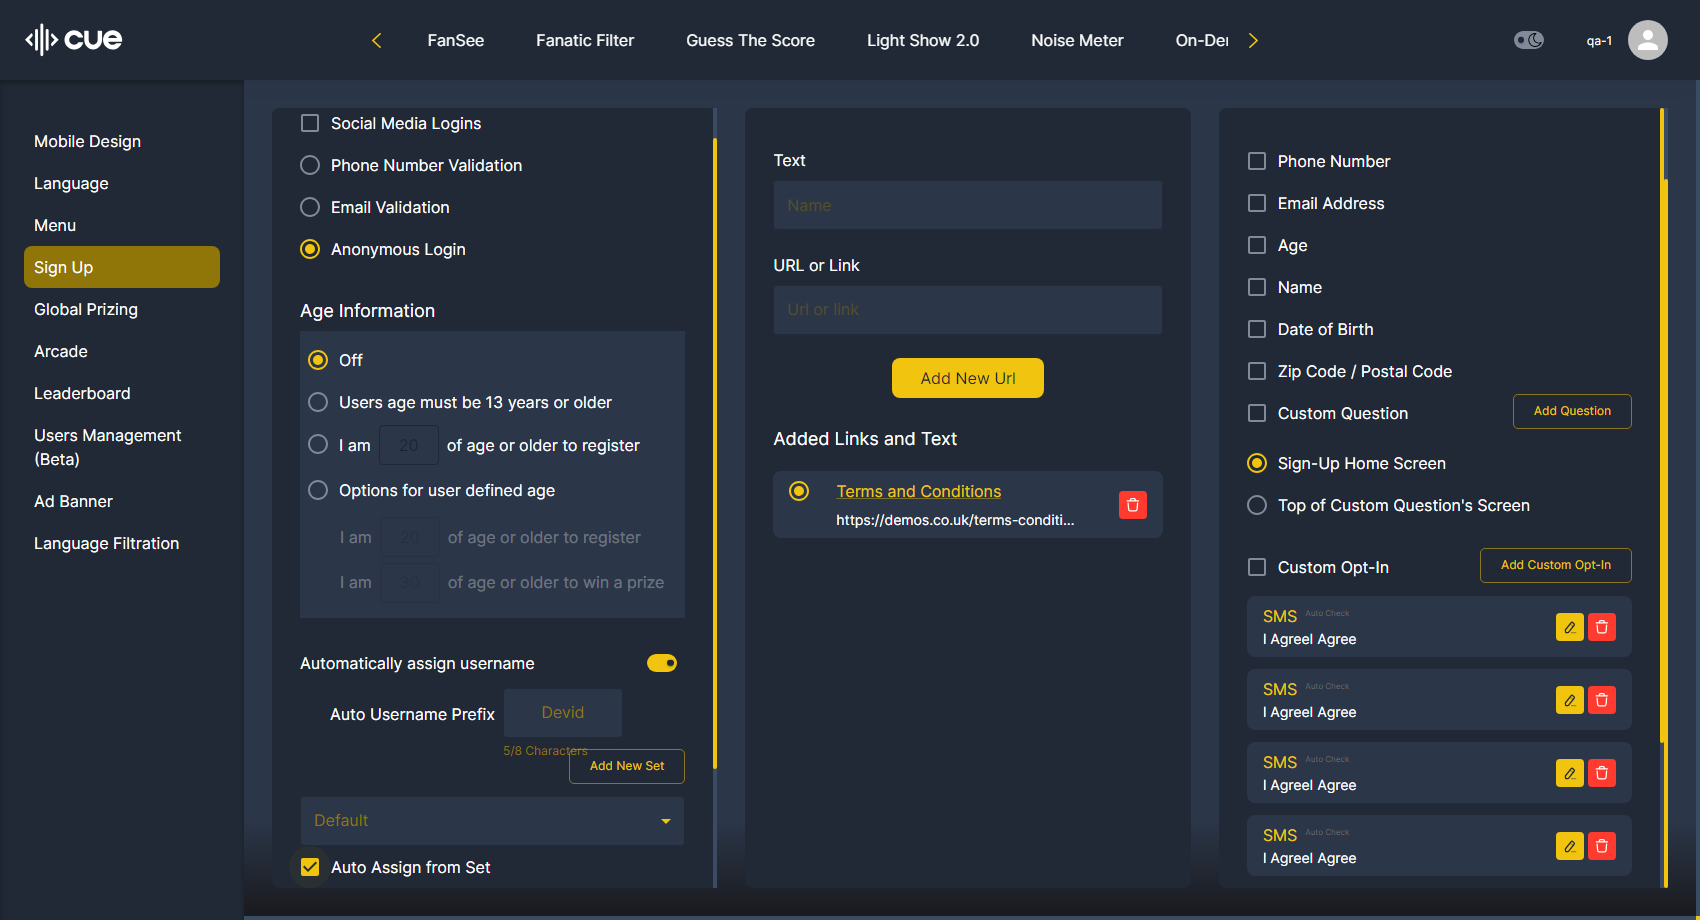 cue
FanSee
Fanatic Filter
Guess The Score
Light Show 2.0
Noise Meter
On-Der
qa-1
Mobile Design
Language
Menu
Sign Up
Global Prizing
Arcade
Leaderboard
Users Management
(Beta)
Ad Banner
Language Filtration
Social Media Logins
Phone Number Validation
Email Validation
Anonymous Login
Age Information
Off
Users age must be 13 years or older
I am 20 of age or older to register
Options for user defined age
I am 20 of age or older to register
I am 30 of age or older to win a prize
Automatically assign username
Auto Username Prefix Devid
5/8 Characters
Add New Set
Default
Auto Assign from Set
Text
Name
URL or Link
Url or link
Add New Url
Added Links and Text
Terms and Conditions
https://demos.co.uk/terms-conditi...
Phone Number
Email Address
Age
Name
Date of Birth
Zip Code / Postal Code
Custom Question
Add Question
Sign-Up Home Screen
Top of Custom Question's Screen
Custom Opt-In
Add Custom Opt-In
SMS Auto Check
I AgreeI Agree
SMS Auto Check
I AgreeI Agree
SMS Auto Check
I AgreeI Agree
SMS Auto Check
I AgreeI Agree